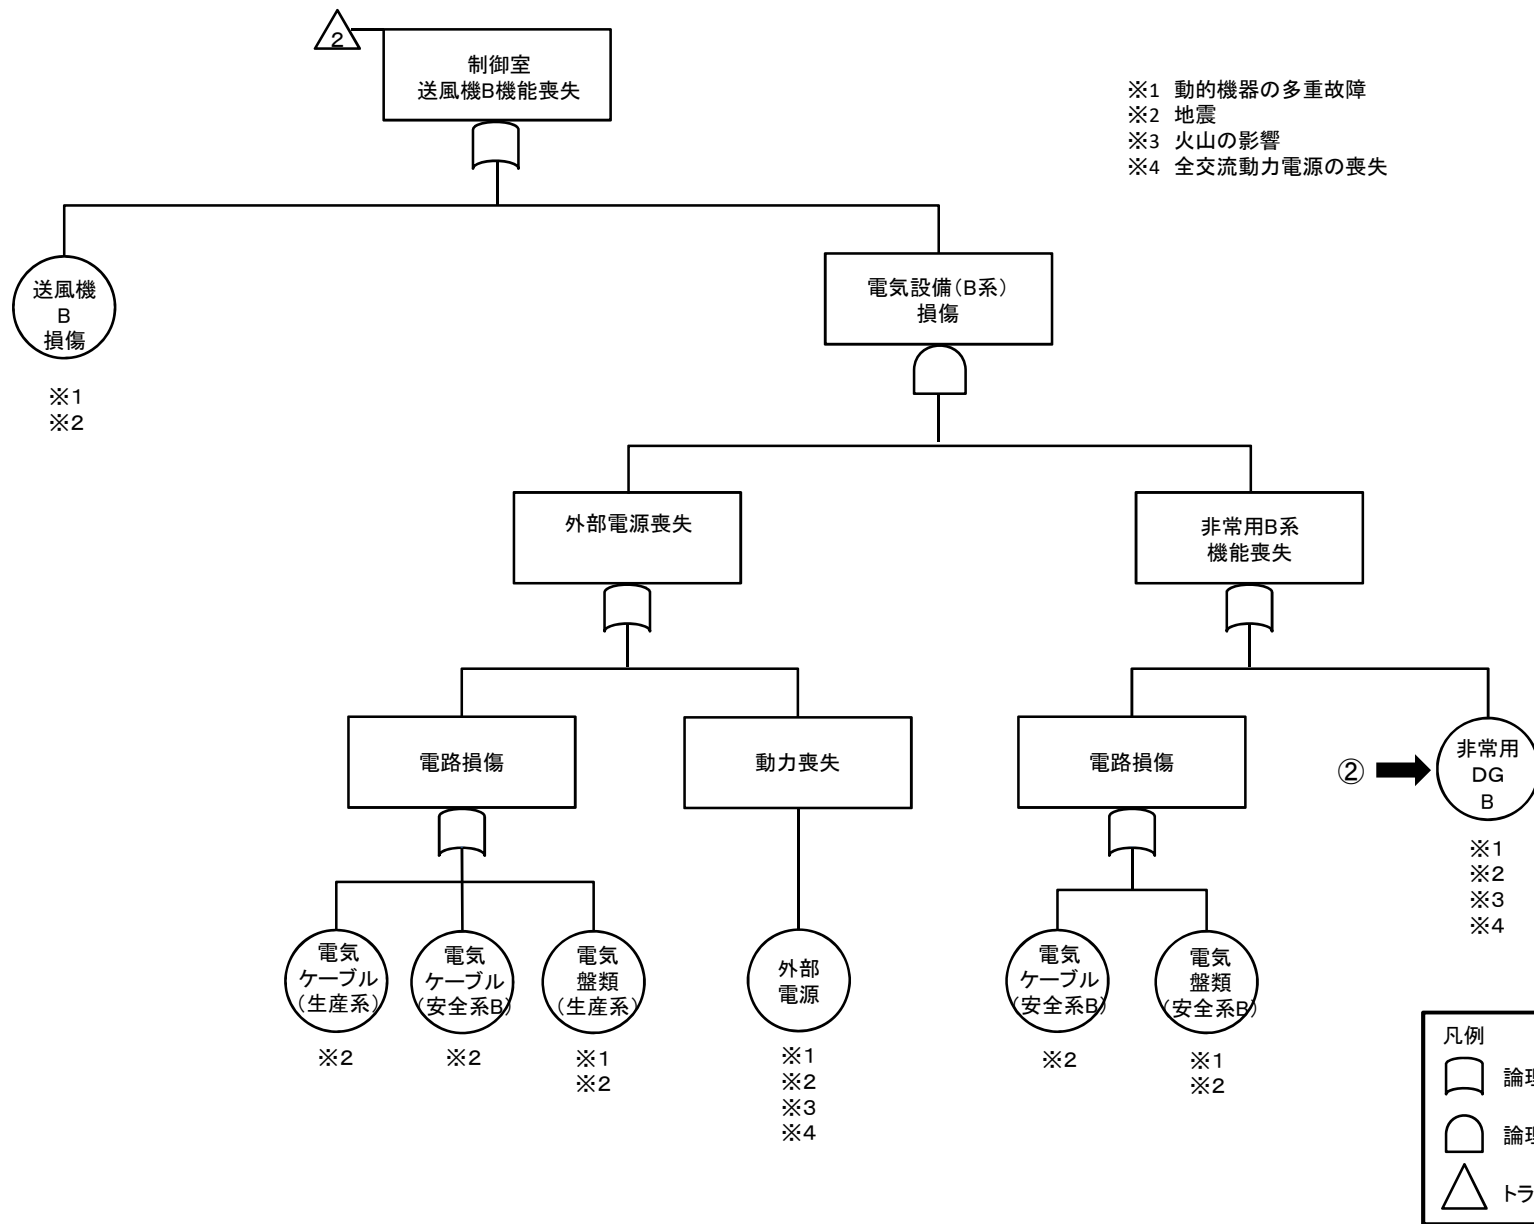 2
制御室
送風機B機能喪失
※1 動的機器の多重故障
※2 地震
※3 火山の影響
※4 全交流動力電源の喪失
送風機
B
損傷
※1
※2
電気設備(B系)
損傷
外部電源喪失
非常用B系
機能喪失
電路損傷
動力喪失
電路損傷
②
非常用
DG
B
※1
※2
※3
※4
電気
ケーブル
(生産系)
※2
電気
ケーブル
(安全系B)
※2
電気
盤類
(生産系)
※1
※2
外部
電源
※1
※2
※3
※4
電気
ケーブル
(安全系B)
※2
電気
盤類
(安全系B)
※1
※2
凡例
論理
論理
トラ